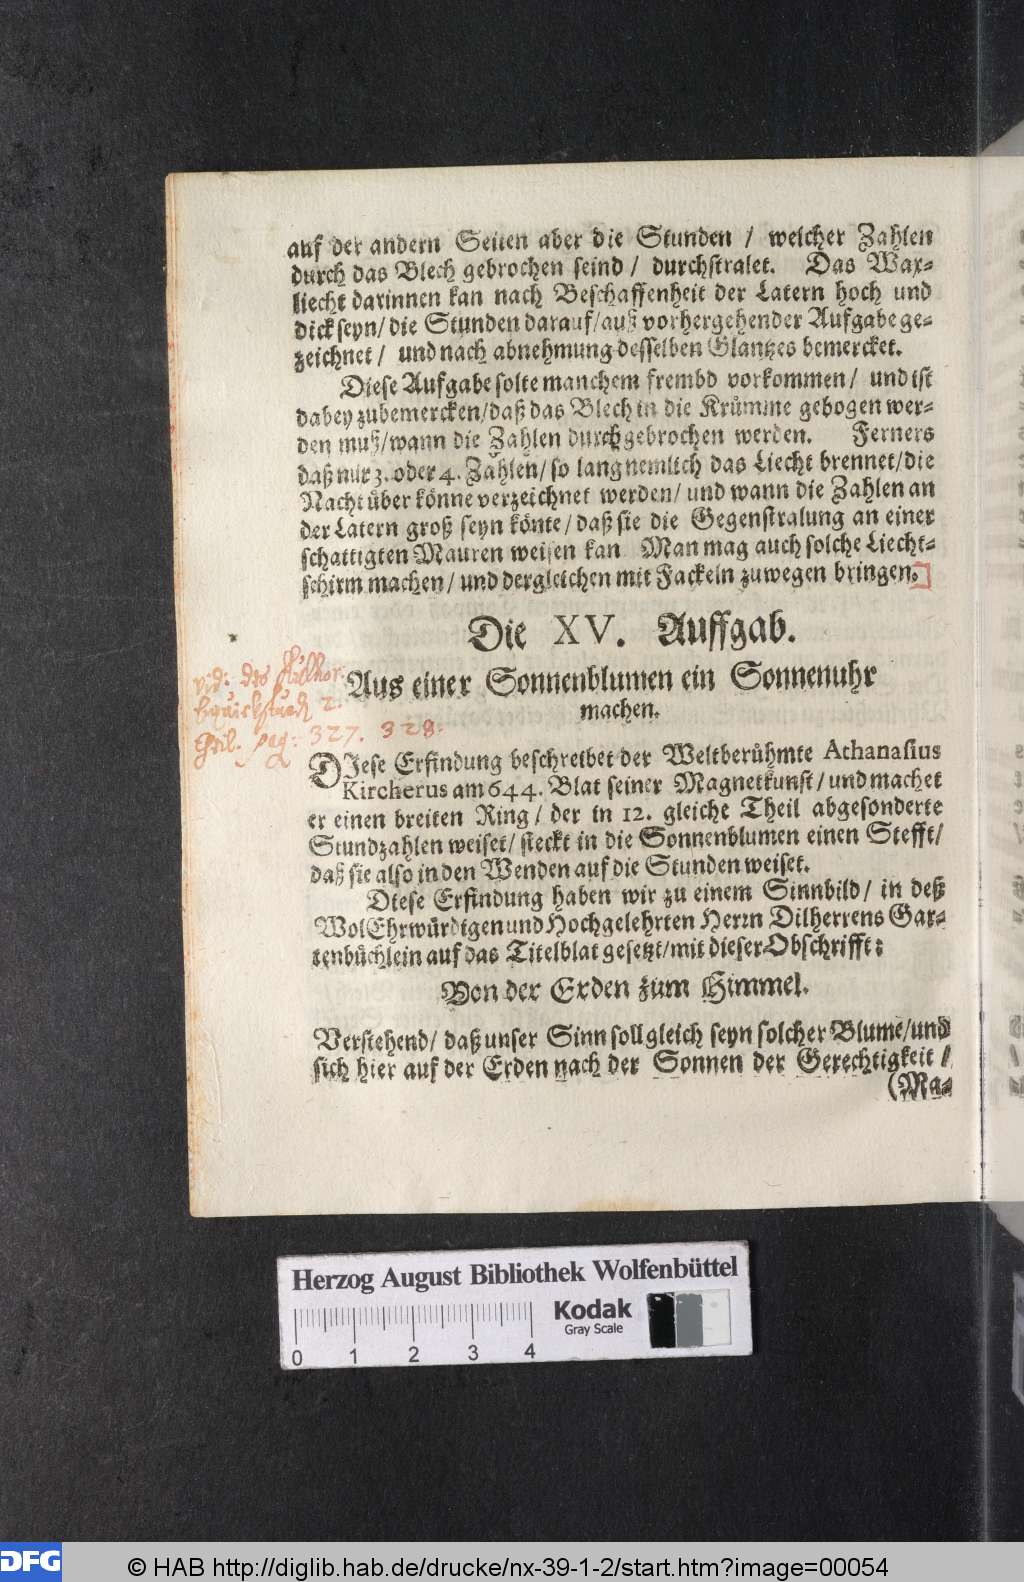 auf der andern Seiten aber die Stunden / welcher Zahlen
durch das Blech gebrochen seind / durchstralet. Das Wax-
liecht darinnen kan nach Beschaffenheit der Latern hoch und
dick seyn/ die Stunden darauf/ auß vorhergehender Aufgabe ge-
zeichnet / und nach abnehmung desselben Glantzes bemercket.
Diese Aufgabe solte manchem frembd vorkommen / und ist
dabey zubemercken/ daß das Blech in die Krümme gebogen wer-
den muß/ wann die Zahlen durchgebrochen werden. Ferners
daß nur 3. oder 4. Zahlen/ so lang nemlich das Liecht brennet/ die
Nacht über könne verzeichnet werden/ und wann die Zahlen an
der Latern groß seyn könte/ daß sie die Gegenstralung an einer
schattigten Mauren weisen kan Man mag auch solche Liecht-
schirm machen/ und dergleichen mit Fackeln zuwegen bringen.
Die XV. Auffgab.
Aus einer Sonnenblumen ein Sonnenuhr
machen.
vid: des Author.
2.
pag: 327. 328.
DJese Erfindung beschreibet der Weltberühmte Athanasius
Kircherus am 644. Blat seiner Magnetkunst/ und machet
er einen breiten Ring/ der in 12. gleiche Theil abgesonderte
Stundzahlen weiset/ steckt in die Sonnenblumen einen Stefft/
daß sie also in den Wenden auf die Stunden weiset.
Diese Erfindung haben wir zu einem Sinnbild/ in deß
WolEhrwürdigen und Hochgelehrten Herrn Dilherrens Gar-
tenbüchlein auf das Titelblat gesetzt/ mit dieser Obschrifft:
Von der Erden zum Himmel.
Verstehend/ daß unser Sinn soll gleich seyn solcher Blume/ und
sich hier auf der Erden nach der Sonnen der Gerechtigkeit /
(Ma-
Herzog August Bibliothek Wolfenbüttel
Kodak
Gray Scale
0 1 2 3 4
DFG © HAB http://diglib.hab.de/drucke/nx-39-1-2/start.htm?image=00054